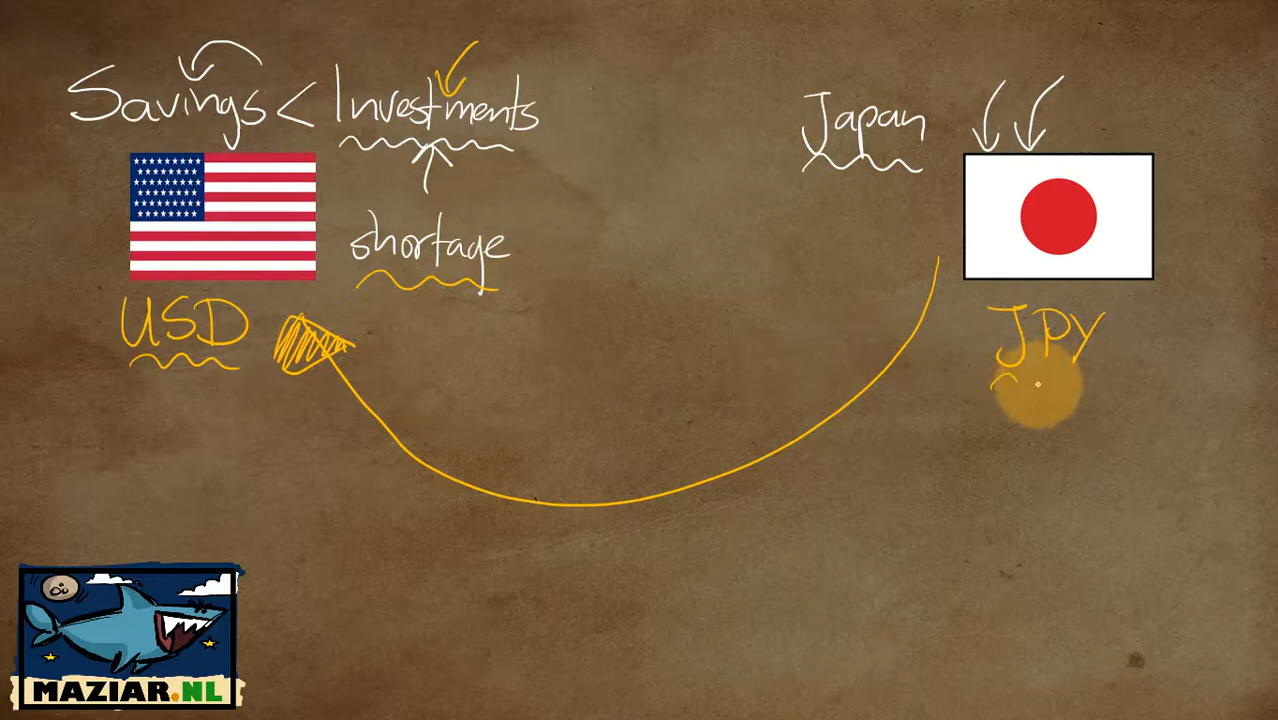 Savings < Investments
Japan
shortage
USD
JPY
MAZIAR.NL